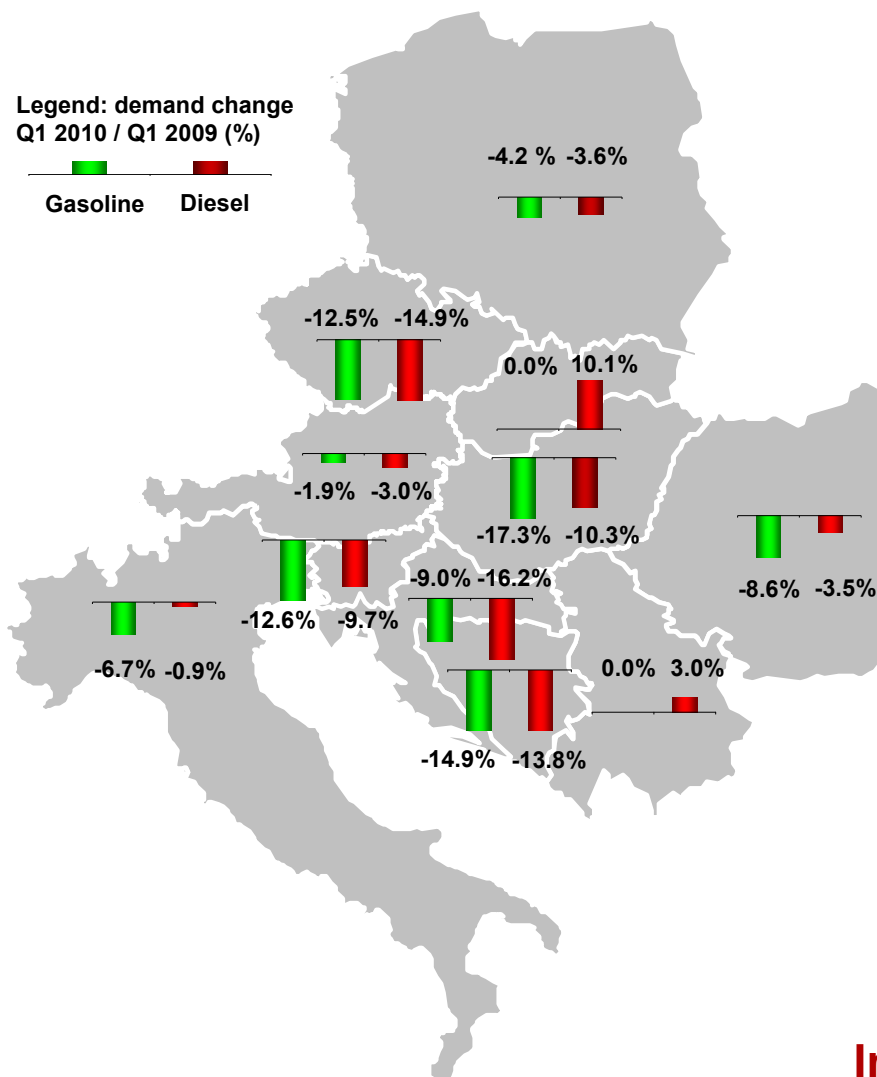 Legend: demand change
Q1 2010 / Q1 2009 (%)
Gasoline Diesel
-4.2 % -3.6%
-12.5% -14.9%
0.0% 10.1%
-1.9% -3.0%
-17.3% -10.3%
-8.6% -3.5%
-9.0% -16.2%
-12.6% -9.7%
-6.7% -0.9%
0.0% 3.0%
-14.9% -13.8%